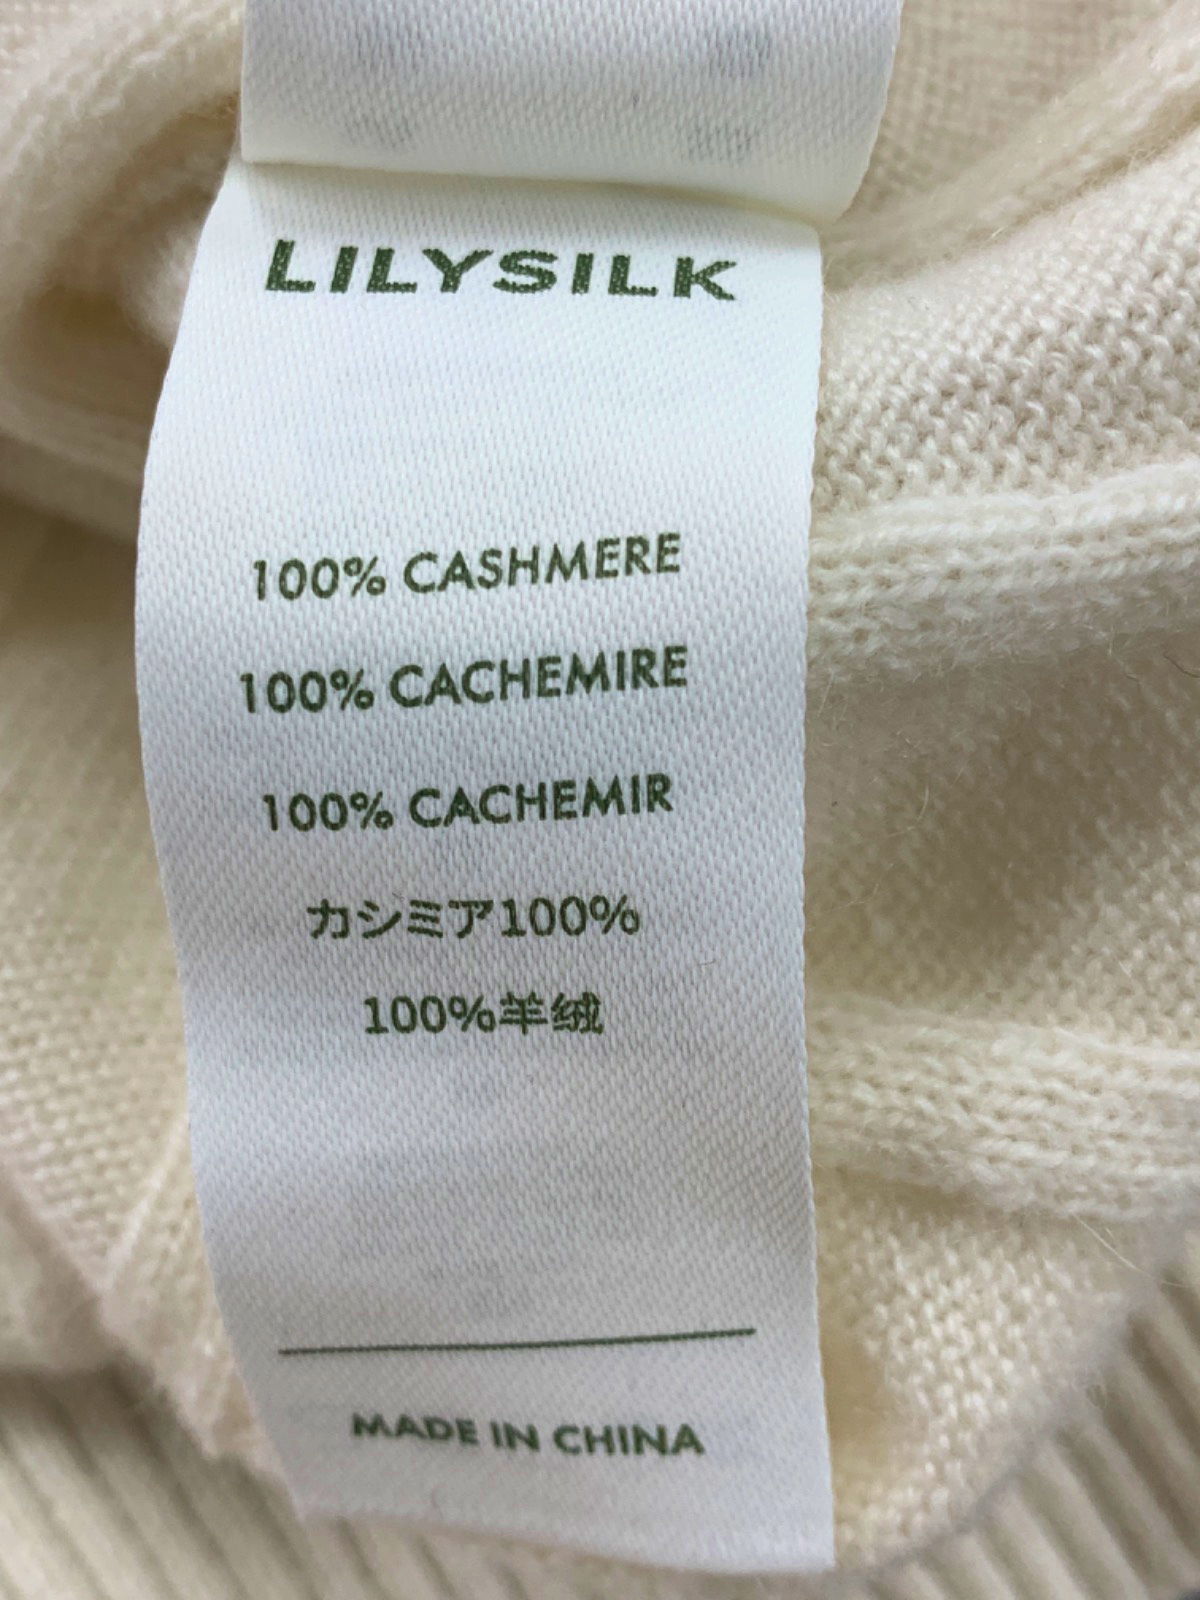 LILYSILK
100% CASHMERE
100% CACHEMIRE
100% CACHEMIR
カシミア100%
100%羊绒
MADE IN CHINA